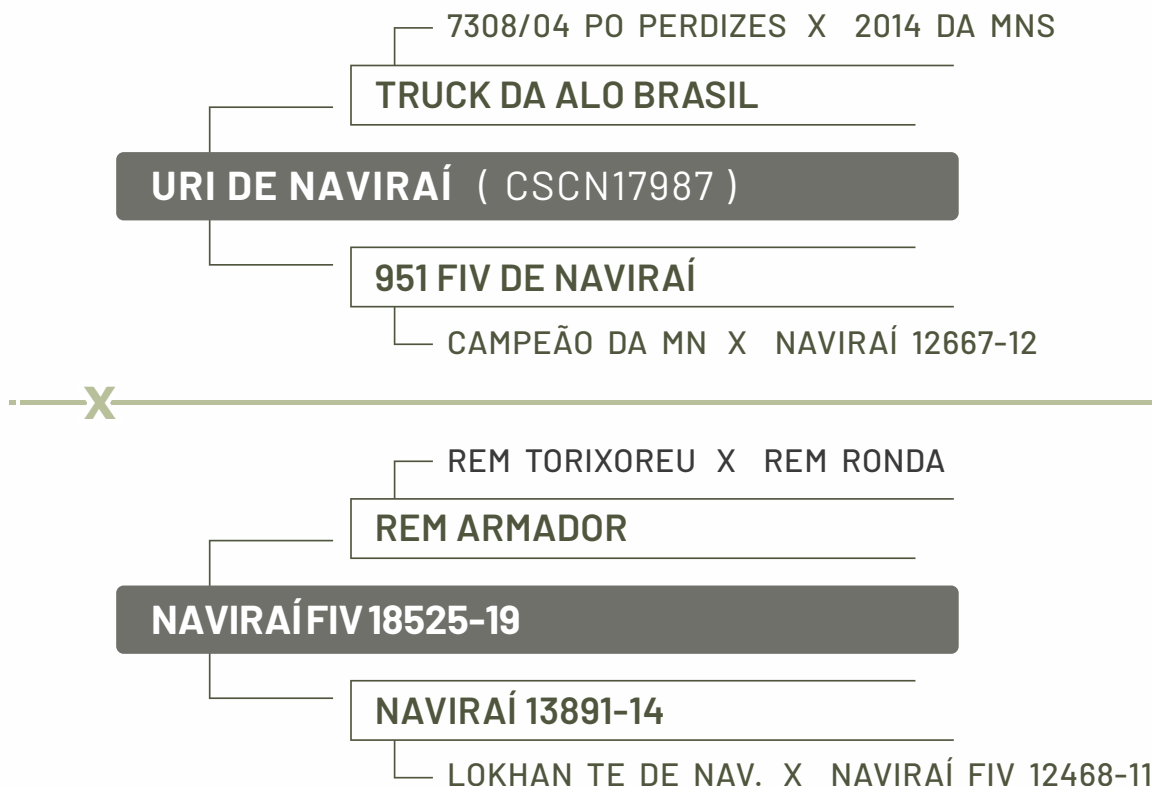 7308/04 PO PERDIZES X 2014 DA MNS
TRUCK DA ALO BRASIL
URI DE NAVIRAÍ ( CSCN17987 )
951 FIV DE NAVIRAÍ
CAMPEÃO DA MN X NAVIRAÍ 12667-12
X
REM TORIXOREU X REM RONDA
REM ARMADOR
NAVIRAÍ FIV 18525-19
NAVIRAÍ 13891-14
LOKHAN TE DE NAV. X NAVIRAÍ FIV 12468-11